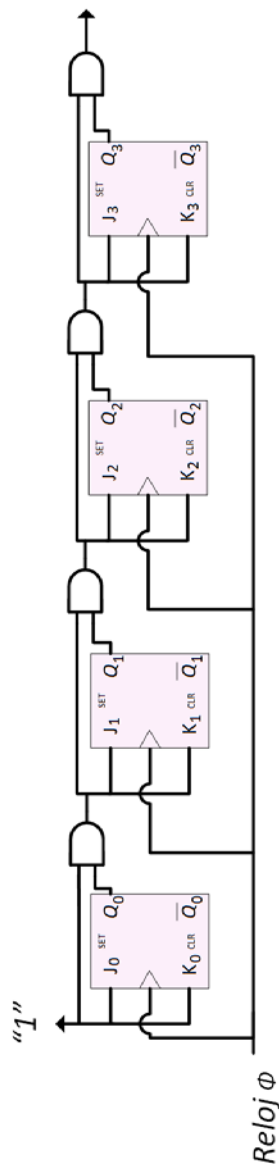 "1"
SET
J0 Q0
K0 CLR Q̅0
SET
J1 Q1
K1 CLR Q̅1
SET
J2 Q2
K2 CLR Q̅2
SET
J3 Q3
K3 CLR Q̅3
Reloj Φ